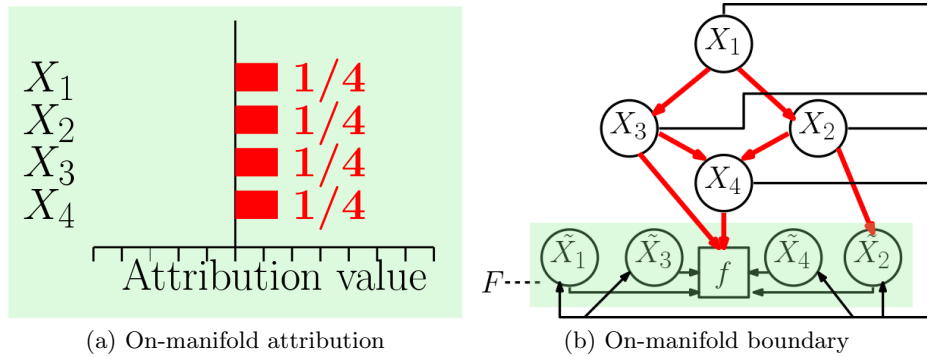 X₁ 1/4
X₂ 1/4
X₃ 1/4
X₄ 1/4
Attribution value
(a) On-manifold attribution
X₁
X₃ X₂
X₄
F X̃₁ X̃₃ f X̃₄ X̃₂
(b) On-manifold boundary